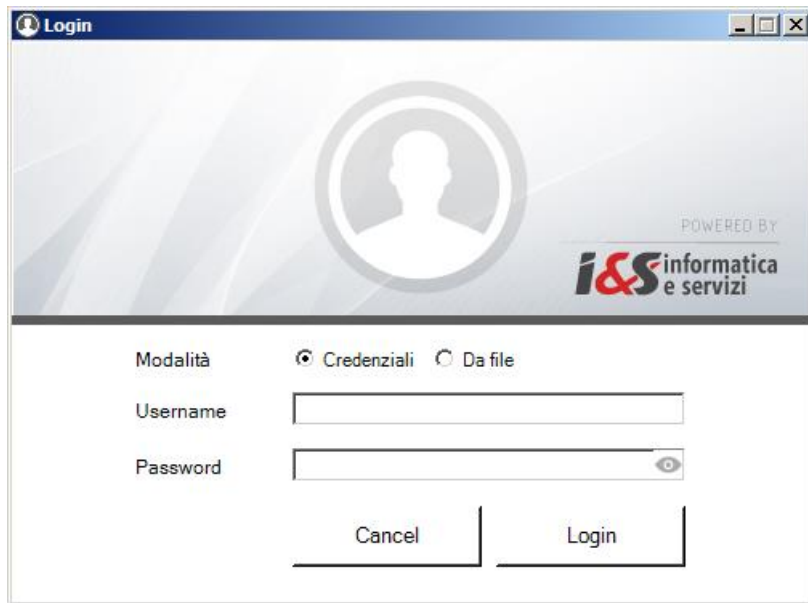 Login
POWERED BY
i&S informatica
e servizi
Modalità Credenziali Da file
Username
Password
Cancel Login